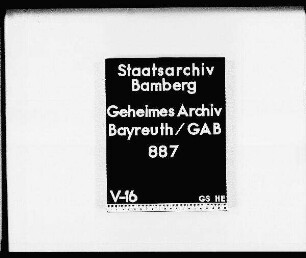 Staatsarchiv
Bamberg
Geheimes Archiv
Bayreuth/GAB
887
V-16
GS HE